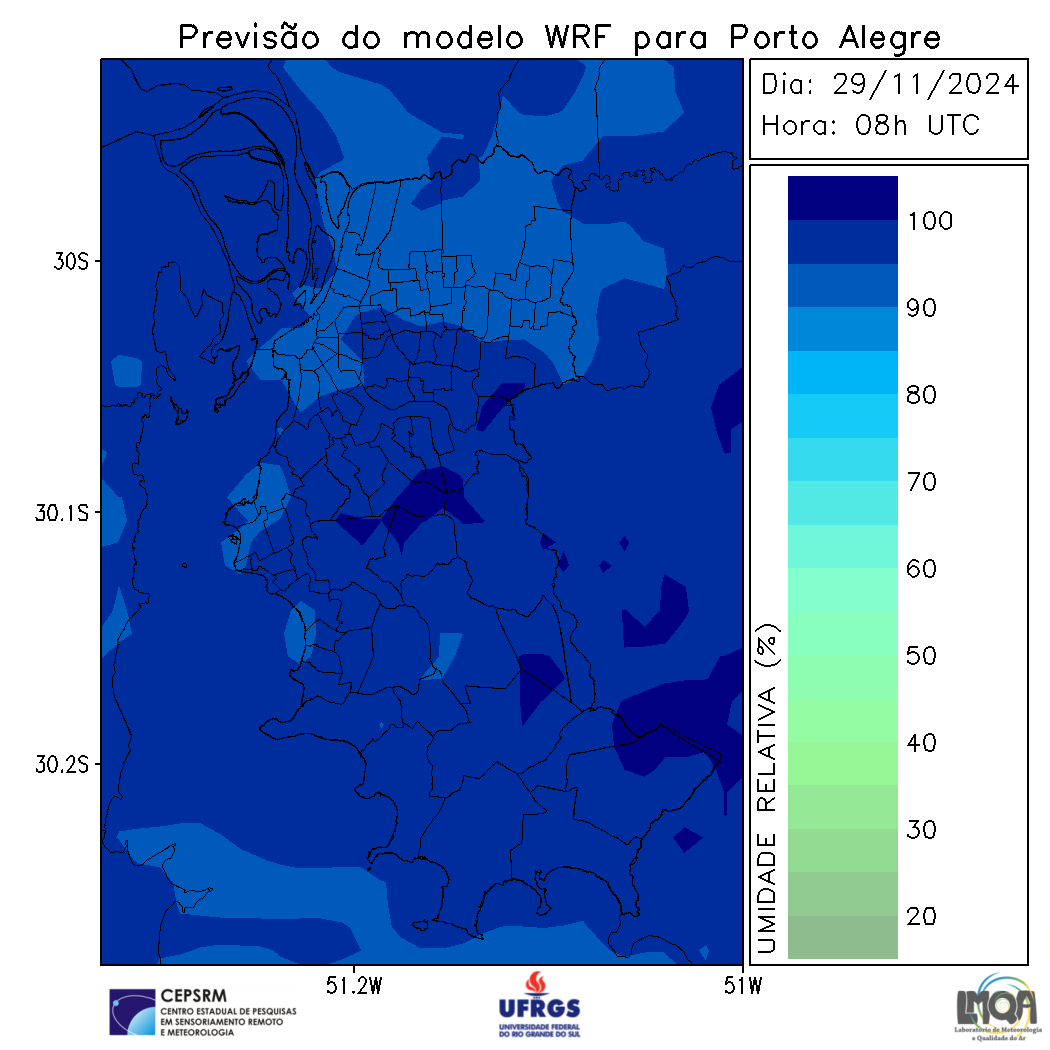 Previsão do modelo WRF para Porto Alegre
Dia: 29/11/2024
Hora: 08h UTC
30S
30.1S
30.2S
51.2W
51W
UMIDADE RELATIVA (%)
100
90
80
70
60
50
40
30
20
CEPSRM
CENTRO ESTADUAL DE PESQUISAS
EM SENSORIAMENTO REMOTO
E METEOROLOGIA
UFRGS
UNIVERSIDADE FEDERAL
DO RIO GRANDE DO SUL
LMQA
Laboratório de Meteorologia
e Qualidade do Ar